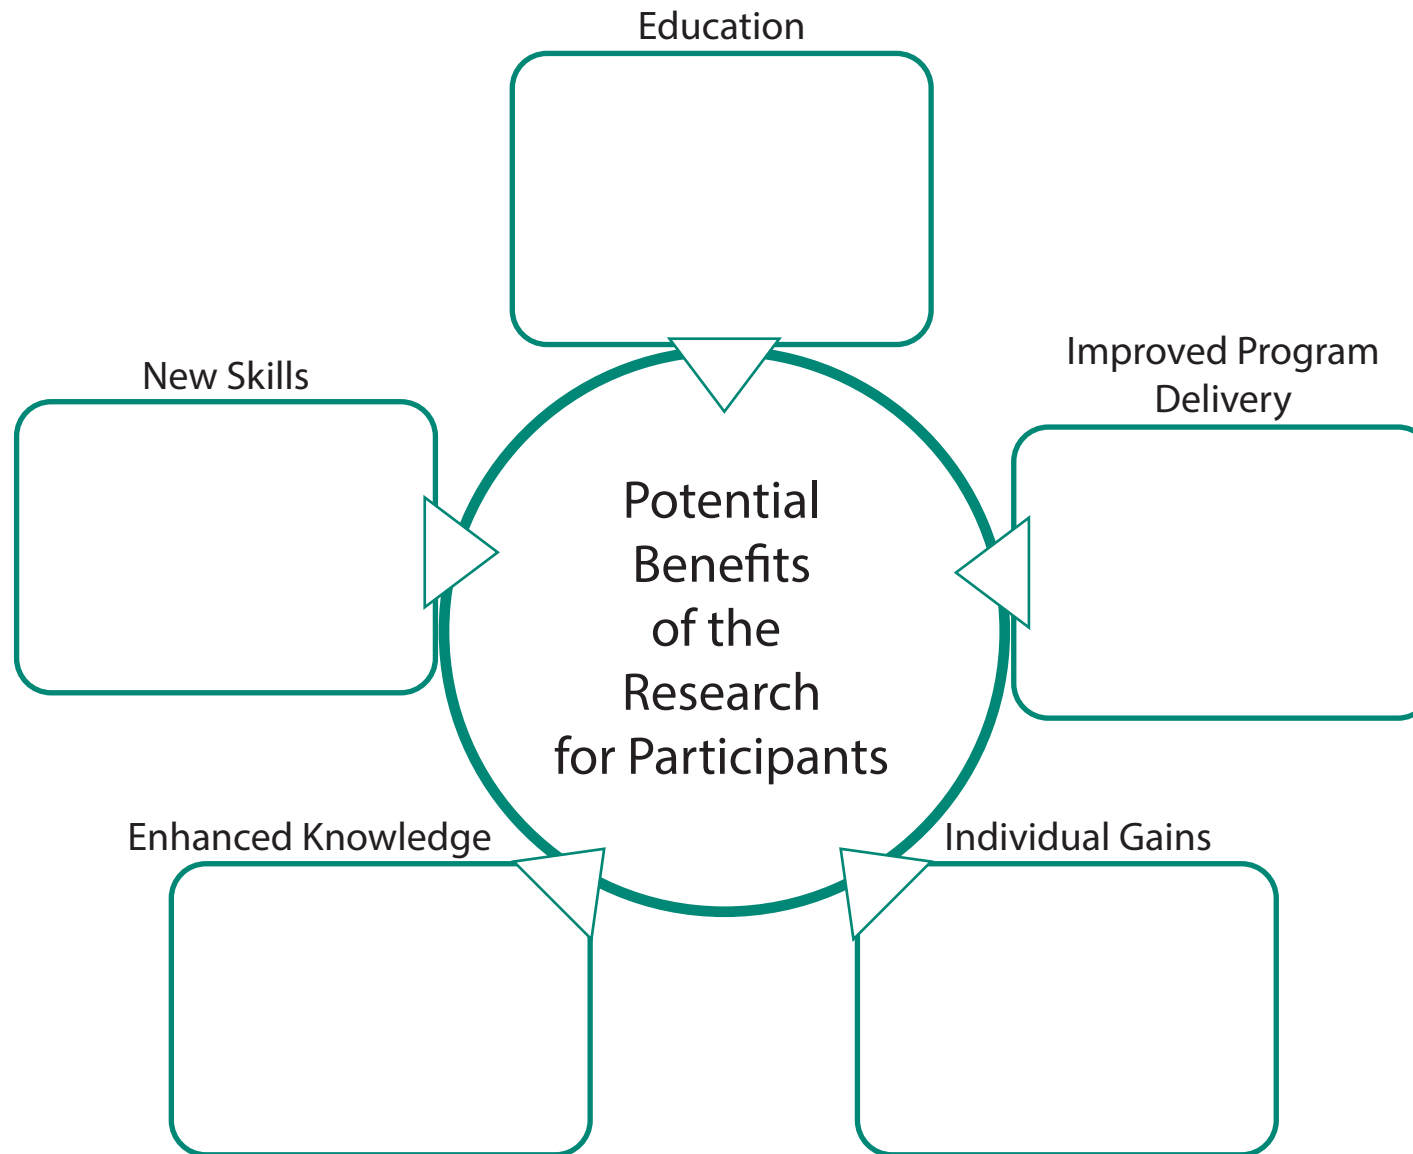 Education
New Skills
Improved Program
Delivery
Potential
Benefits
of the
Research
for Participants
Enhanced Knowledge
Individual Gains